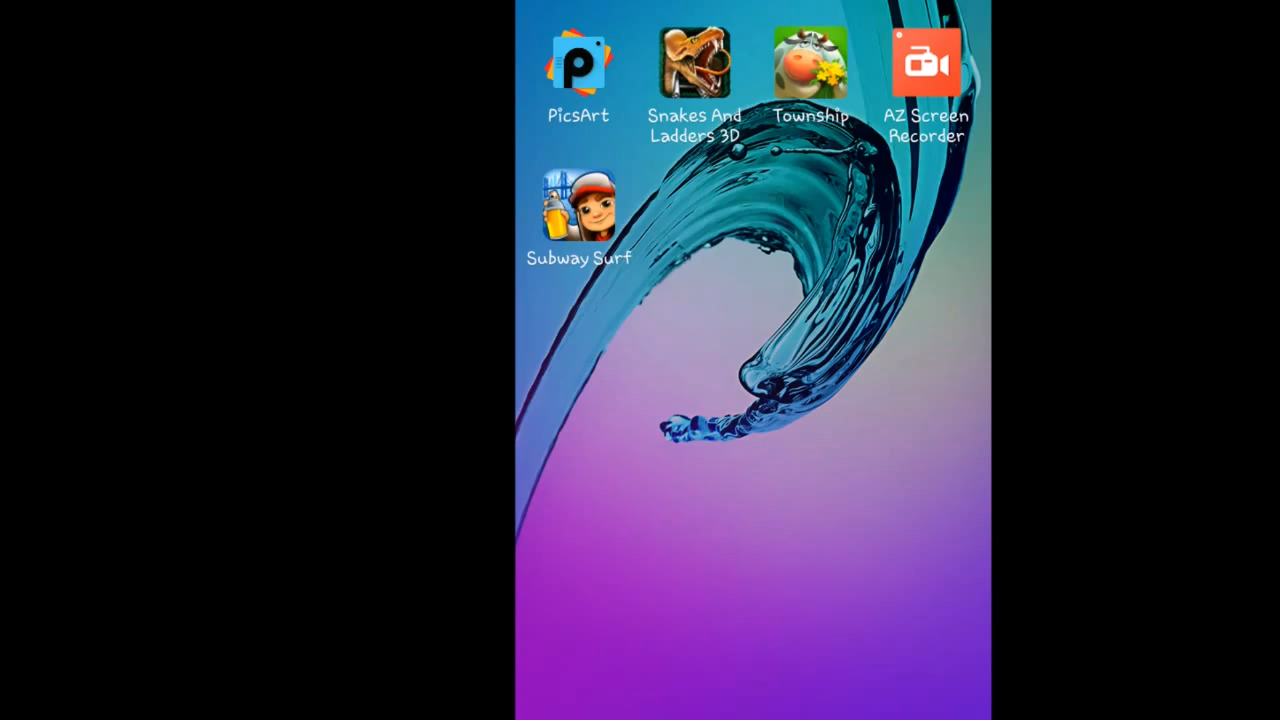 PicsArt
Snakes And
Ladders 3D
Township
AZ Screen
Recorder
Subway Surf